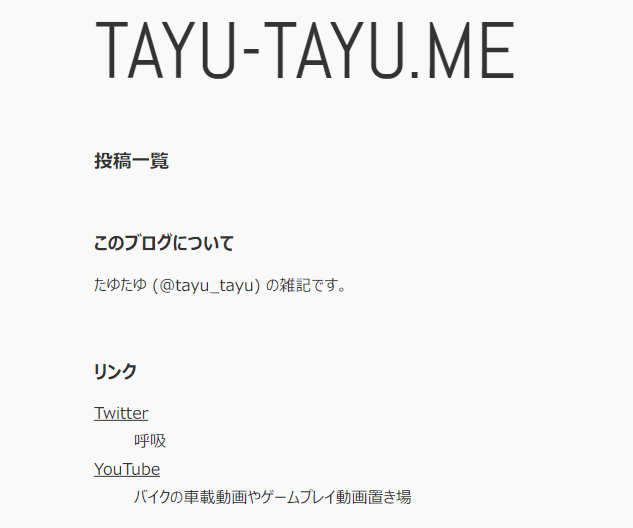 TAYU-TAYU.ME
投稿一覧
このブログについて
たゆたゆ (@tayu_tayu) の雑記です。
リンク
Twitter
呼吸
YouTube
バイクの車載動画やゲームプレイ動画置き場